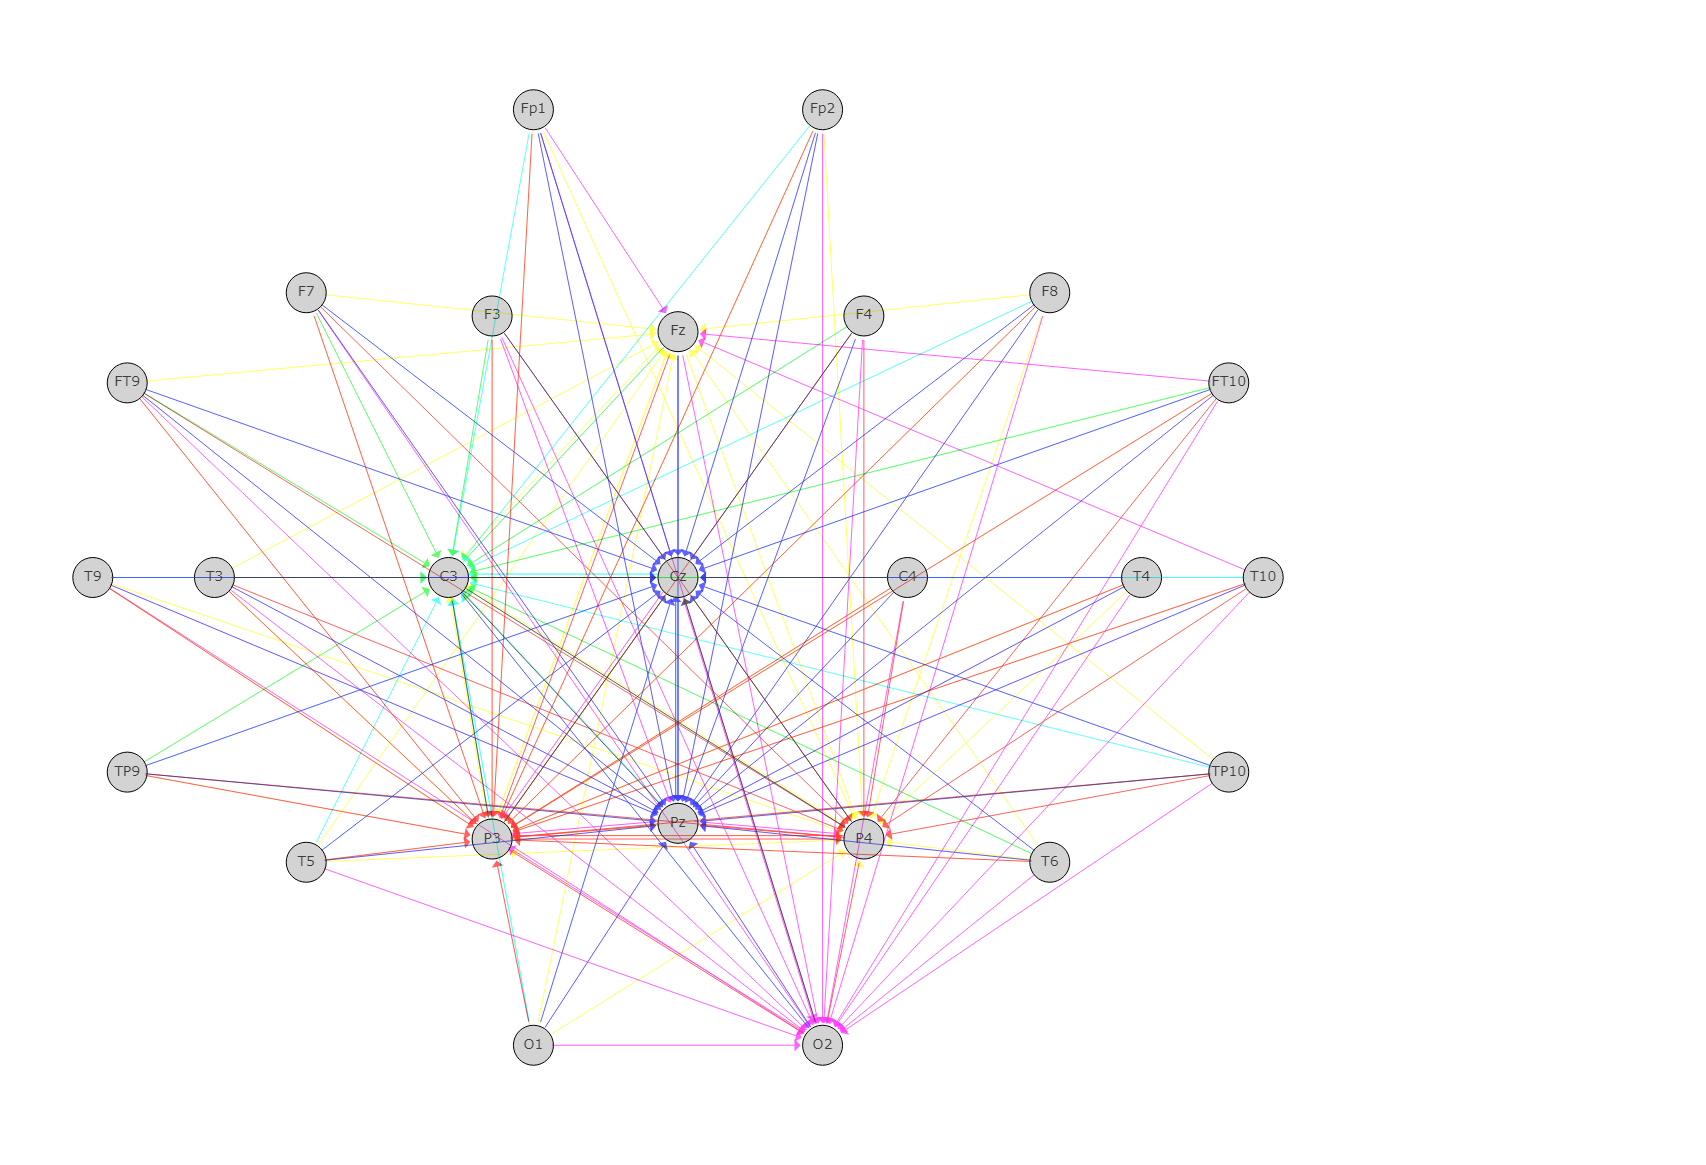 Fp1 Fp2
F7 F3 Fz F4 F8
FT9 FT10
T9 T3 C3 Cz C4 T4 T10
TP9 TP10
T5 P3 Pz P4 T6
O1 O2